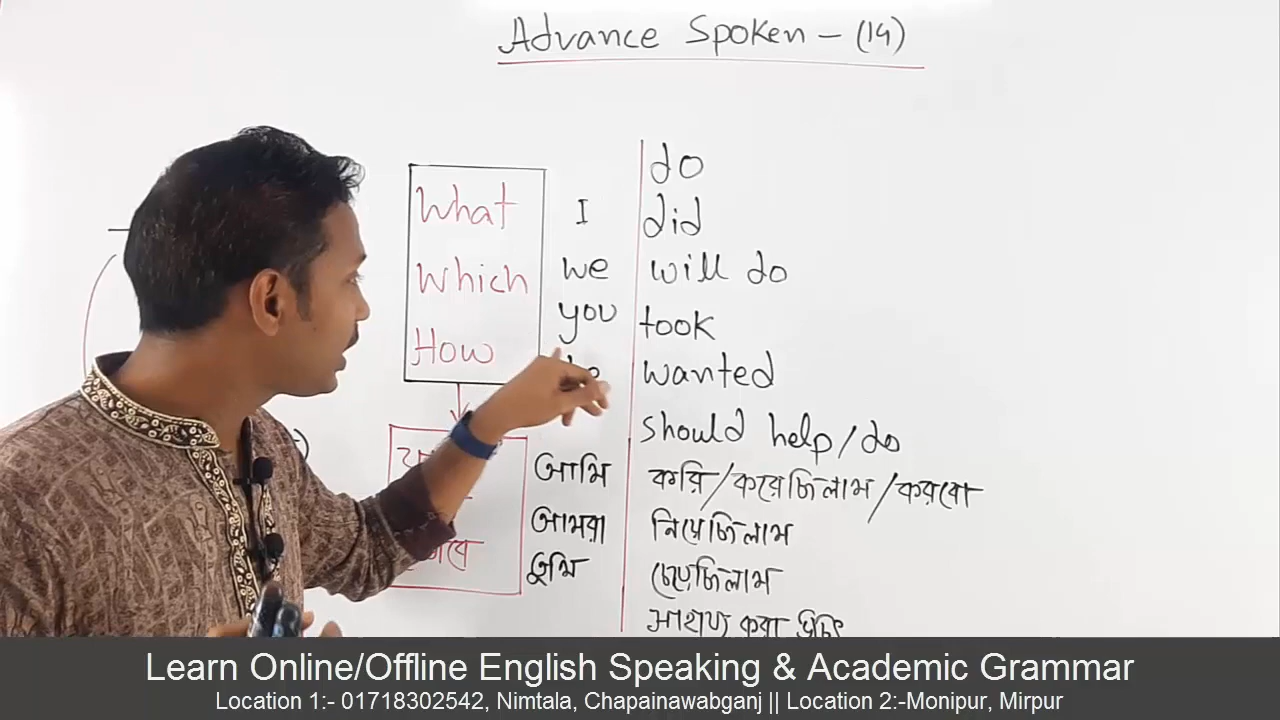 Advance Spoken – (14)
do
What I did
Which we will do
you took
How wanted
should help/do
আমি করি/করেছিলাম/করবো
আমরা নিয়েছিলাম
তুমি চেয়েছিলাম
সাহায্য করা উচিৎ
Learn Online/Offline English Speaking & Academic Grammar
Location 1:- 01718302542, Nimtala, Chapainawabganj || Location 2:-Monipur, Mirpur